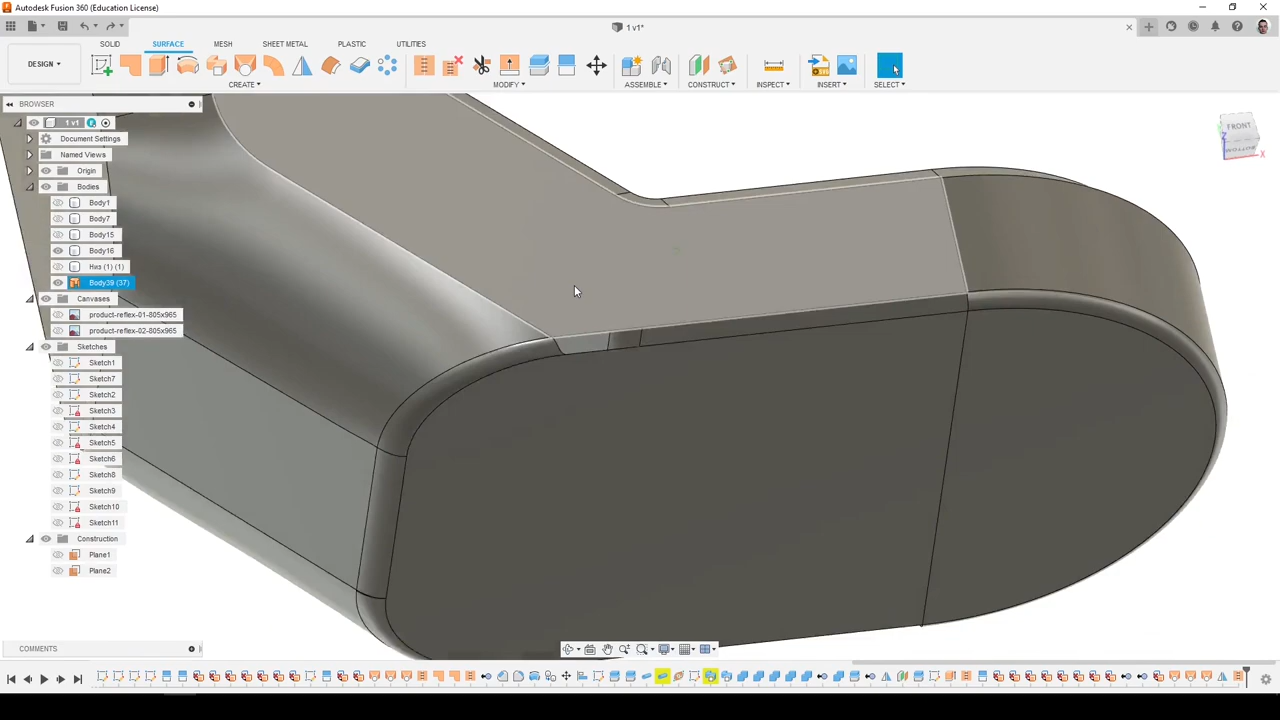 Autodesk Fusion 360 (Education License)
1 v1*
DESIGN
SOLID SURFACE MESH SHEET METAL PLASTIC UTILITIES
CREATE MODIFY ASSEMBLE CONSTRUCT INSPECT INSERT SELECT
BROWSER
1 v1
Document Settings
Named Views
Origin
Bodies
Body1
Body7
Body15
Body16
Низ (1) (1)
Body39 (37)
Canvases
product-reflex-01-805x965
product-reflex-02-805x965
Sketches
Sketch1
Sketch7
Sketch2
Sketch3
Sketch4
Sketch5
Sketch6
Sketch8
Sketch9
Sketch10
Sketch11
Construction
Plane1
Plane2
FRONT
BOTTOM
Z
X
COMMENTS